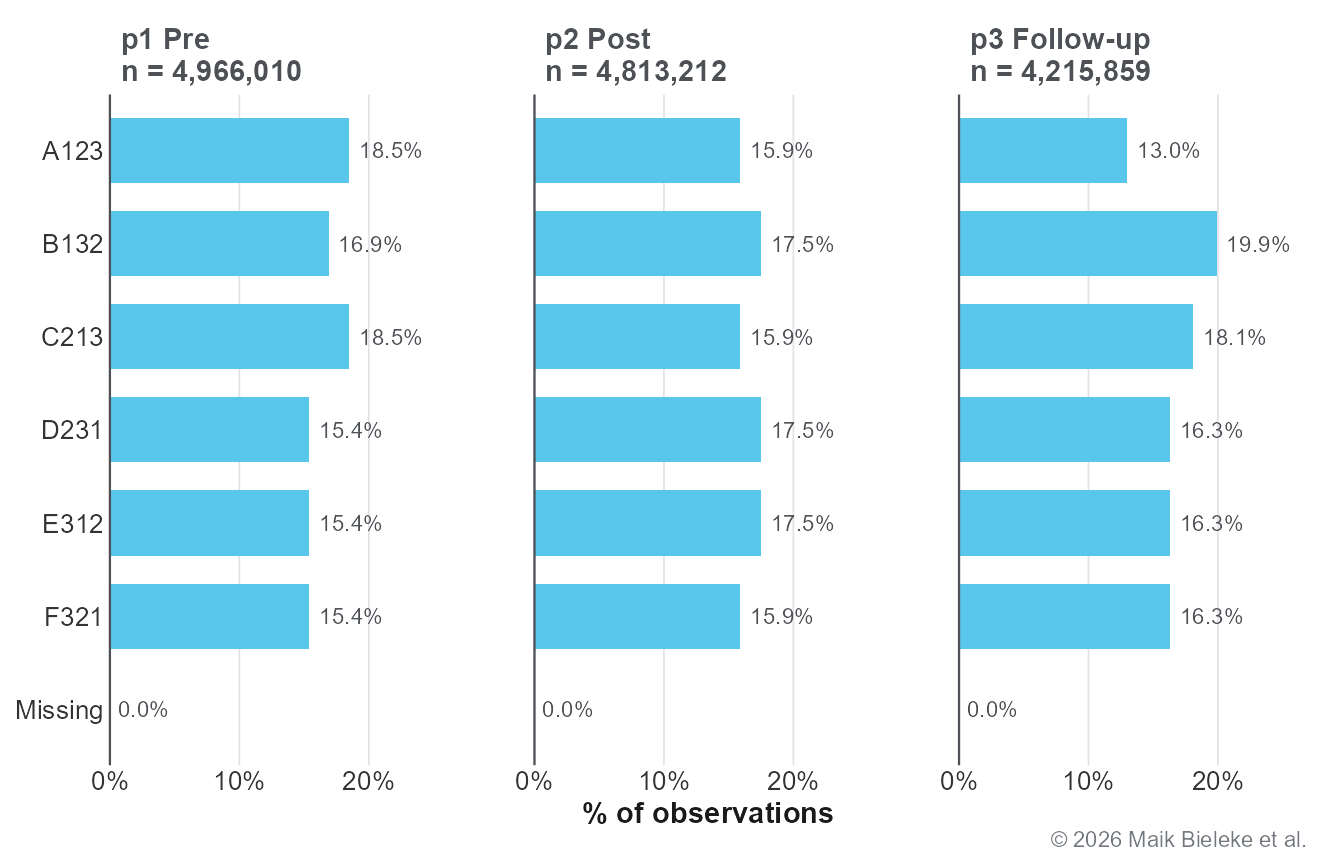 p1 Pre
n = 4,966,010
p2 Post
n = 4,813,212
p3 Follow-up
n = 4,215,859
A123 18.5% 15.9% 13.0%
B132 16.9% 17.5% 19.9%
C213 18.5% 15.9% 18.1%
D231 15.4% 17.5% 16.3%
E312 15.4% 17.5% 16.3%
F321 15.4% 15.9% 16.3%
Missing 0.0% 0.0% 0.0%
0% 10% 20% 0% 10% 20% 0% 10% 20%
% of observations
© 2026 Maik Bieleke et al.